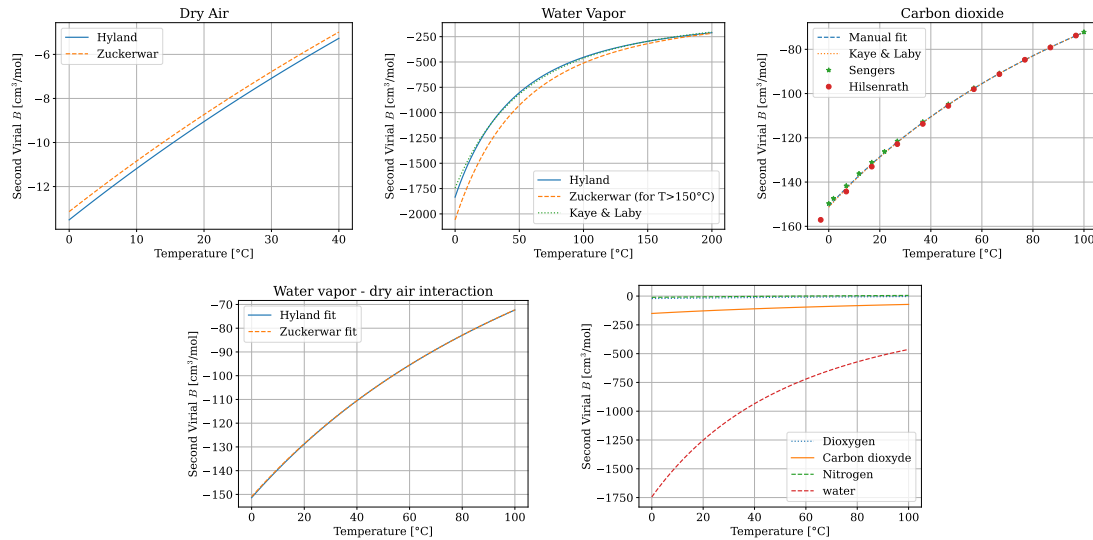 Dry Air
Second Virial B [cm³/mol]
−6
−8
−10
−12
Hyland
Zuckerwar
0
10
20
30
40
Temperature [°C]
Water Vapor
Second Virial B [cm³/mol]
−250
−500
−750
−1000
−1250
−1500
−1750
−2000
Hyland
Zuckerwar (for T>150°C)
Kaye & Laby
0
50
100
150
200
Temperature [°C]
Carbon dioxide
Second Virial B [cm³/mol]
−80
−100
−120
−140
−160
Manual fit
Kaye & Laby
Sengers
Hilsenrath
0
20
40
60
80
100
Temperature [°C]
Water vapor - dry air interaction
Second Virial B [cm³/mol]
−70
−80
−90
−100
−110
−120
−130
−140
−150
Hyland fit
Zuckerwar fit
0
20
40
60
80
100
Temperature [°C]
Second Virial B [cm³/mol]
0
−250
−500
−750
−1000
−1250
−1500
−1750
Dioxygen
Carbon dioxyde
Nitrogen
water
0
20
40
60
80
100
Temperature [°C]